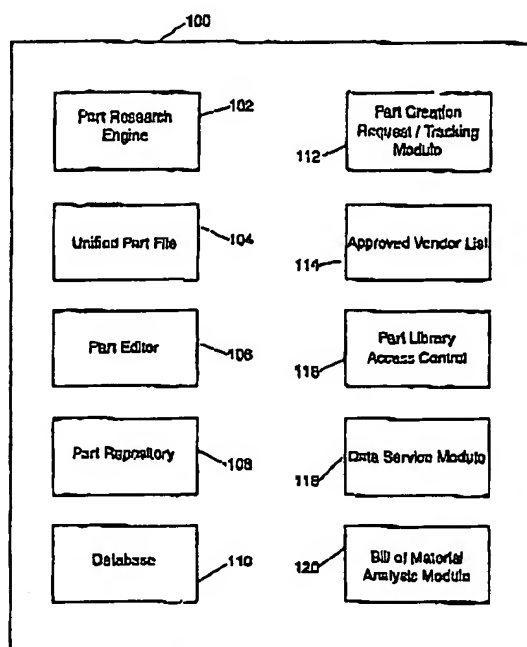 100
Part Research
Engine
102
Unified Part File
104
Part Editor
106
Part Repository
108
Database
110
Part Creation
Request / Tracking
Module
112
Approved Vendor List
114
Part Library
Access Control
116
Data Service Module
118
Bill of Material
Analysis Module
120